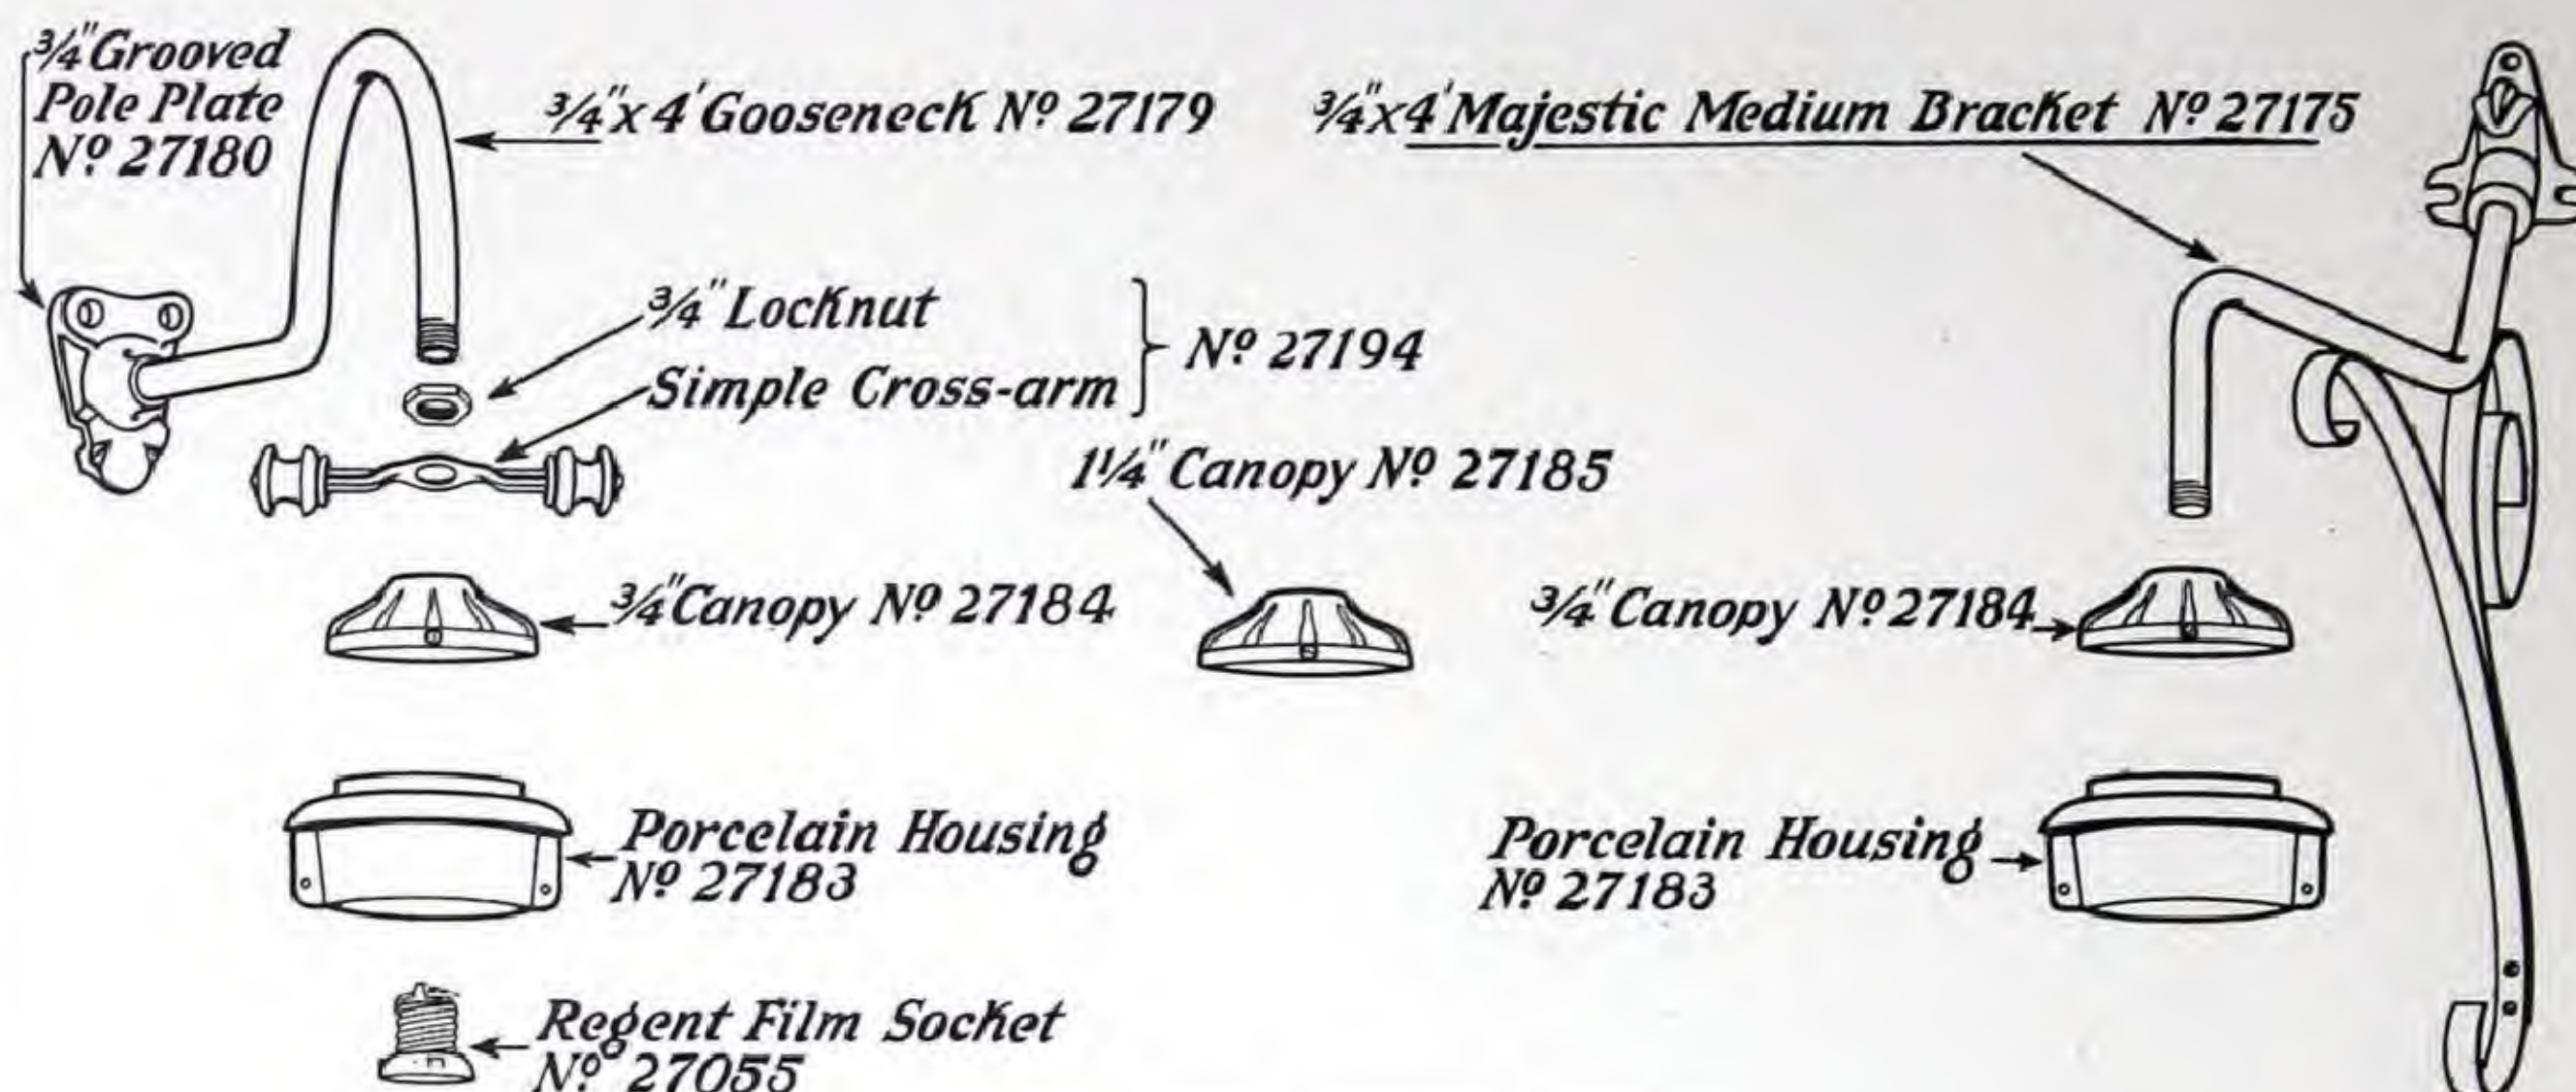 3/4" Grooved
Pole Plate
Nº 27180
3/4" x 4' Gooseneck Nº 27179
3/4" x 4' Majestic Medium Bracket Nº 27175
3/4" Locknut
Simple Cross-arm
Nº 27194
1 1/4" Canopy Nº 27185
3/4" Canopy Nº 27184
3/4" Canopy Nº 27184
Porcelain Housing
Nº 27183
Porcelain Housing
Nº 27183
Regent Film Socket
Nº 27055